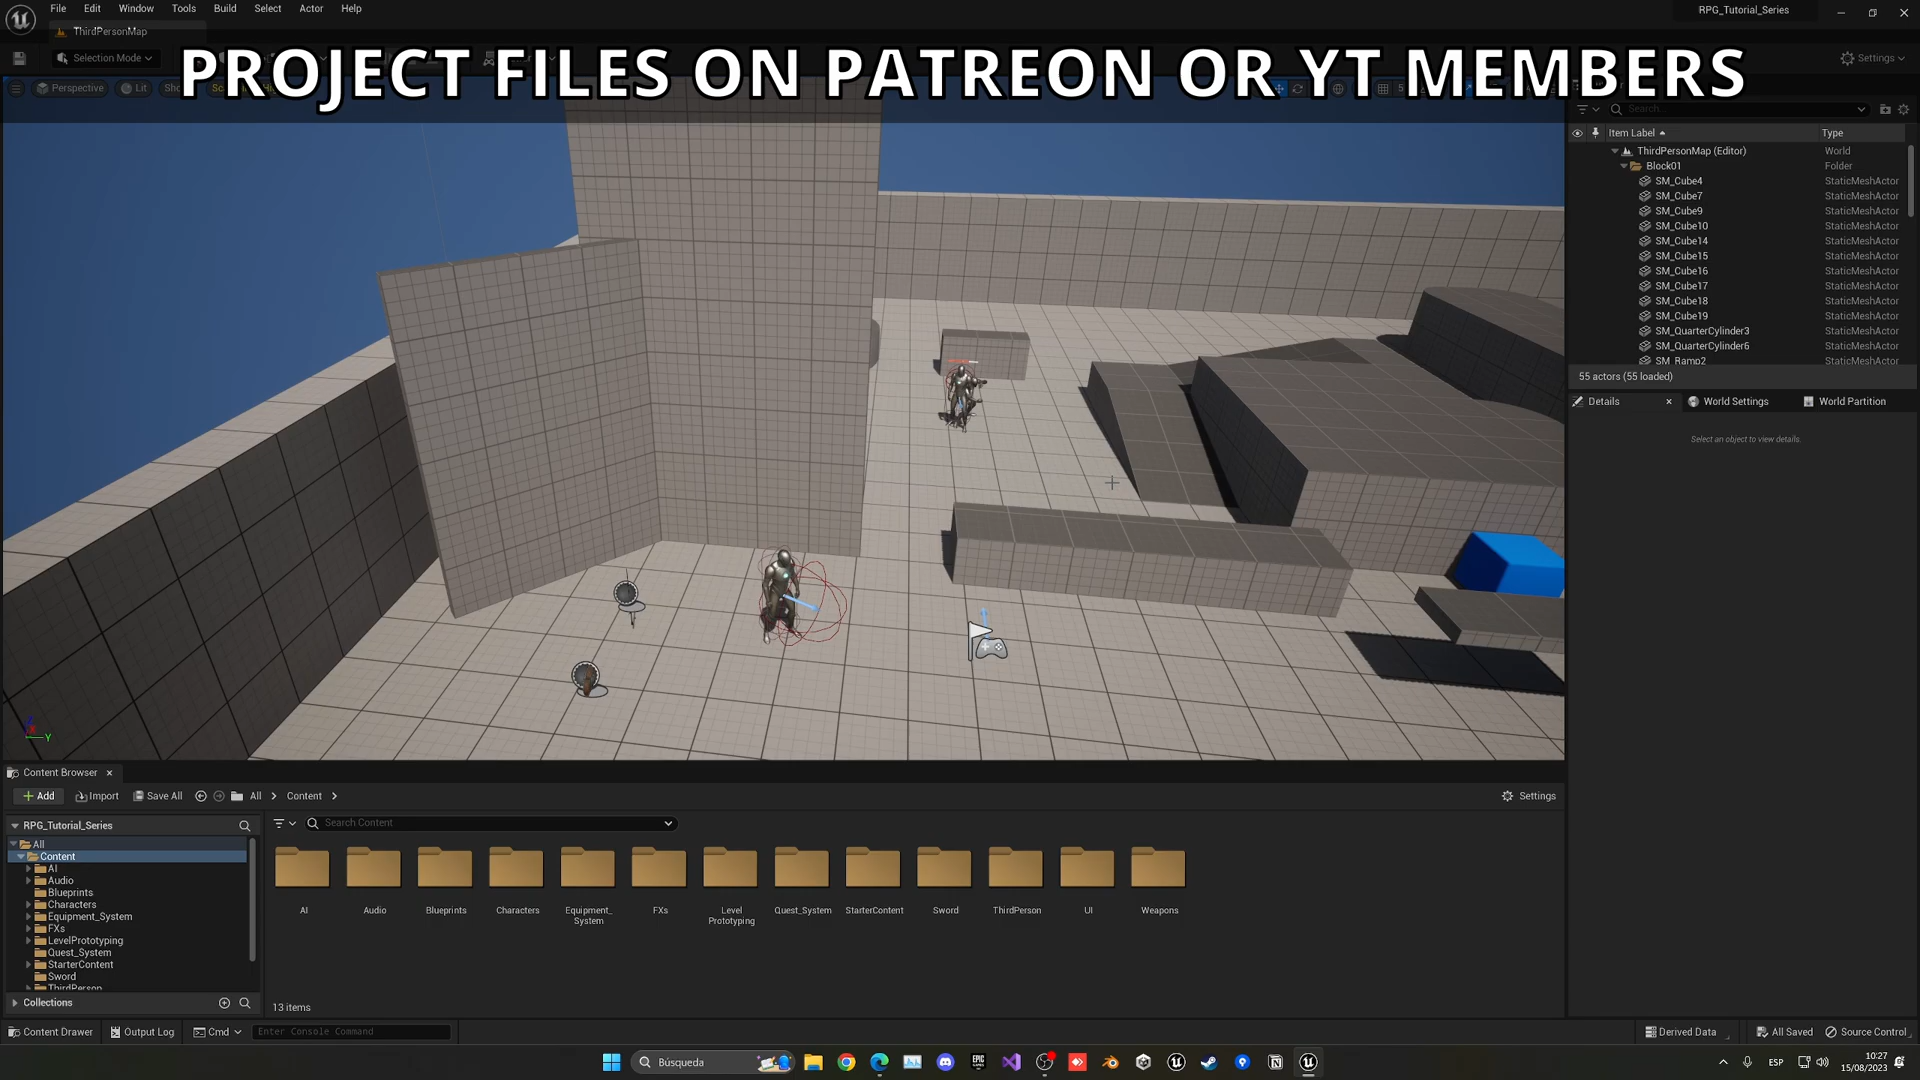 File Edit Window Tools Build Select Actor Help
RPG_Tutorial_Series
ThirdPersonMap
Selection Mode
Settings
PROJECT FILES ON PATREON OR YT MEMBERS
Perspective Lit
Search...
Item Label Type
ThirdPersonMap (Editor) World
Block01 Folder
SM_Cube4 StaticMeshActor
SM_Cube7 StaticMeshActor
SM_Cube9 StaticMeshActor
SM_Cube10 StaticMeshActor
SM_Cube14 StaticMeshActor
SM_Cube15 StaticMeshActor
SM_Cube16 StaticMeshActor
SM_Cube17 StaticMeshActor
SM_Cube18 StaticMeshActor
SM_Cube19 StaticMeshActor
SM_QuarterCylinder3 StaticMeshActor
SM_QuarterCylinder6 StaticMeshActor
SM_Ramp2 StaticMeshActor
55 actors (55 loaded)
Details World Settings World Partition
Select an object to view details.
Z X Y
Content Browser
Add Import Save All All Content Settings
RPG_Tutorial_Series
Search Content
All
Content
AI
Audio
Blueprints
Characters
Equipment_System
FXs
LevelPrototyping
Quest_System
StarterContent
Sword
ThirdPerson
AI Audio Blueprints Characters Equipment_ FXs Level Quest_System StarterContent Sword ThirdPerson UI Weapons
System Prototyping
Collections
13 items
Content Drawer Output Log Cmd Enter Console Command Derived Data All Saved Source Control
Búsqueda
EPIC GAMES
ESP
10:27
15/08/2023